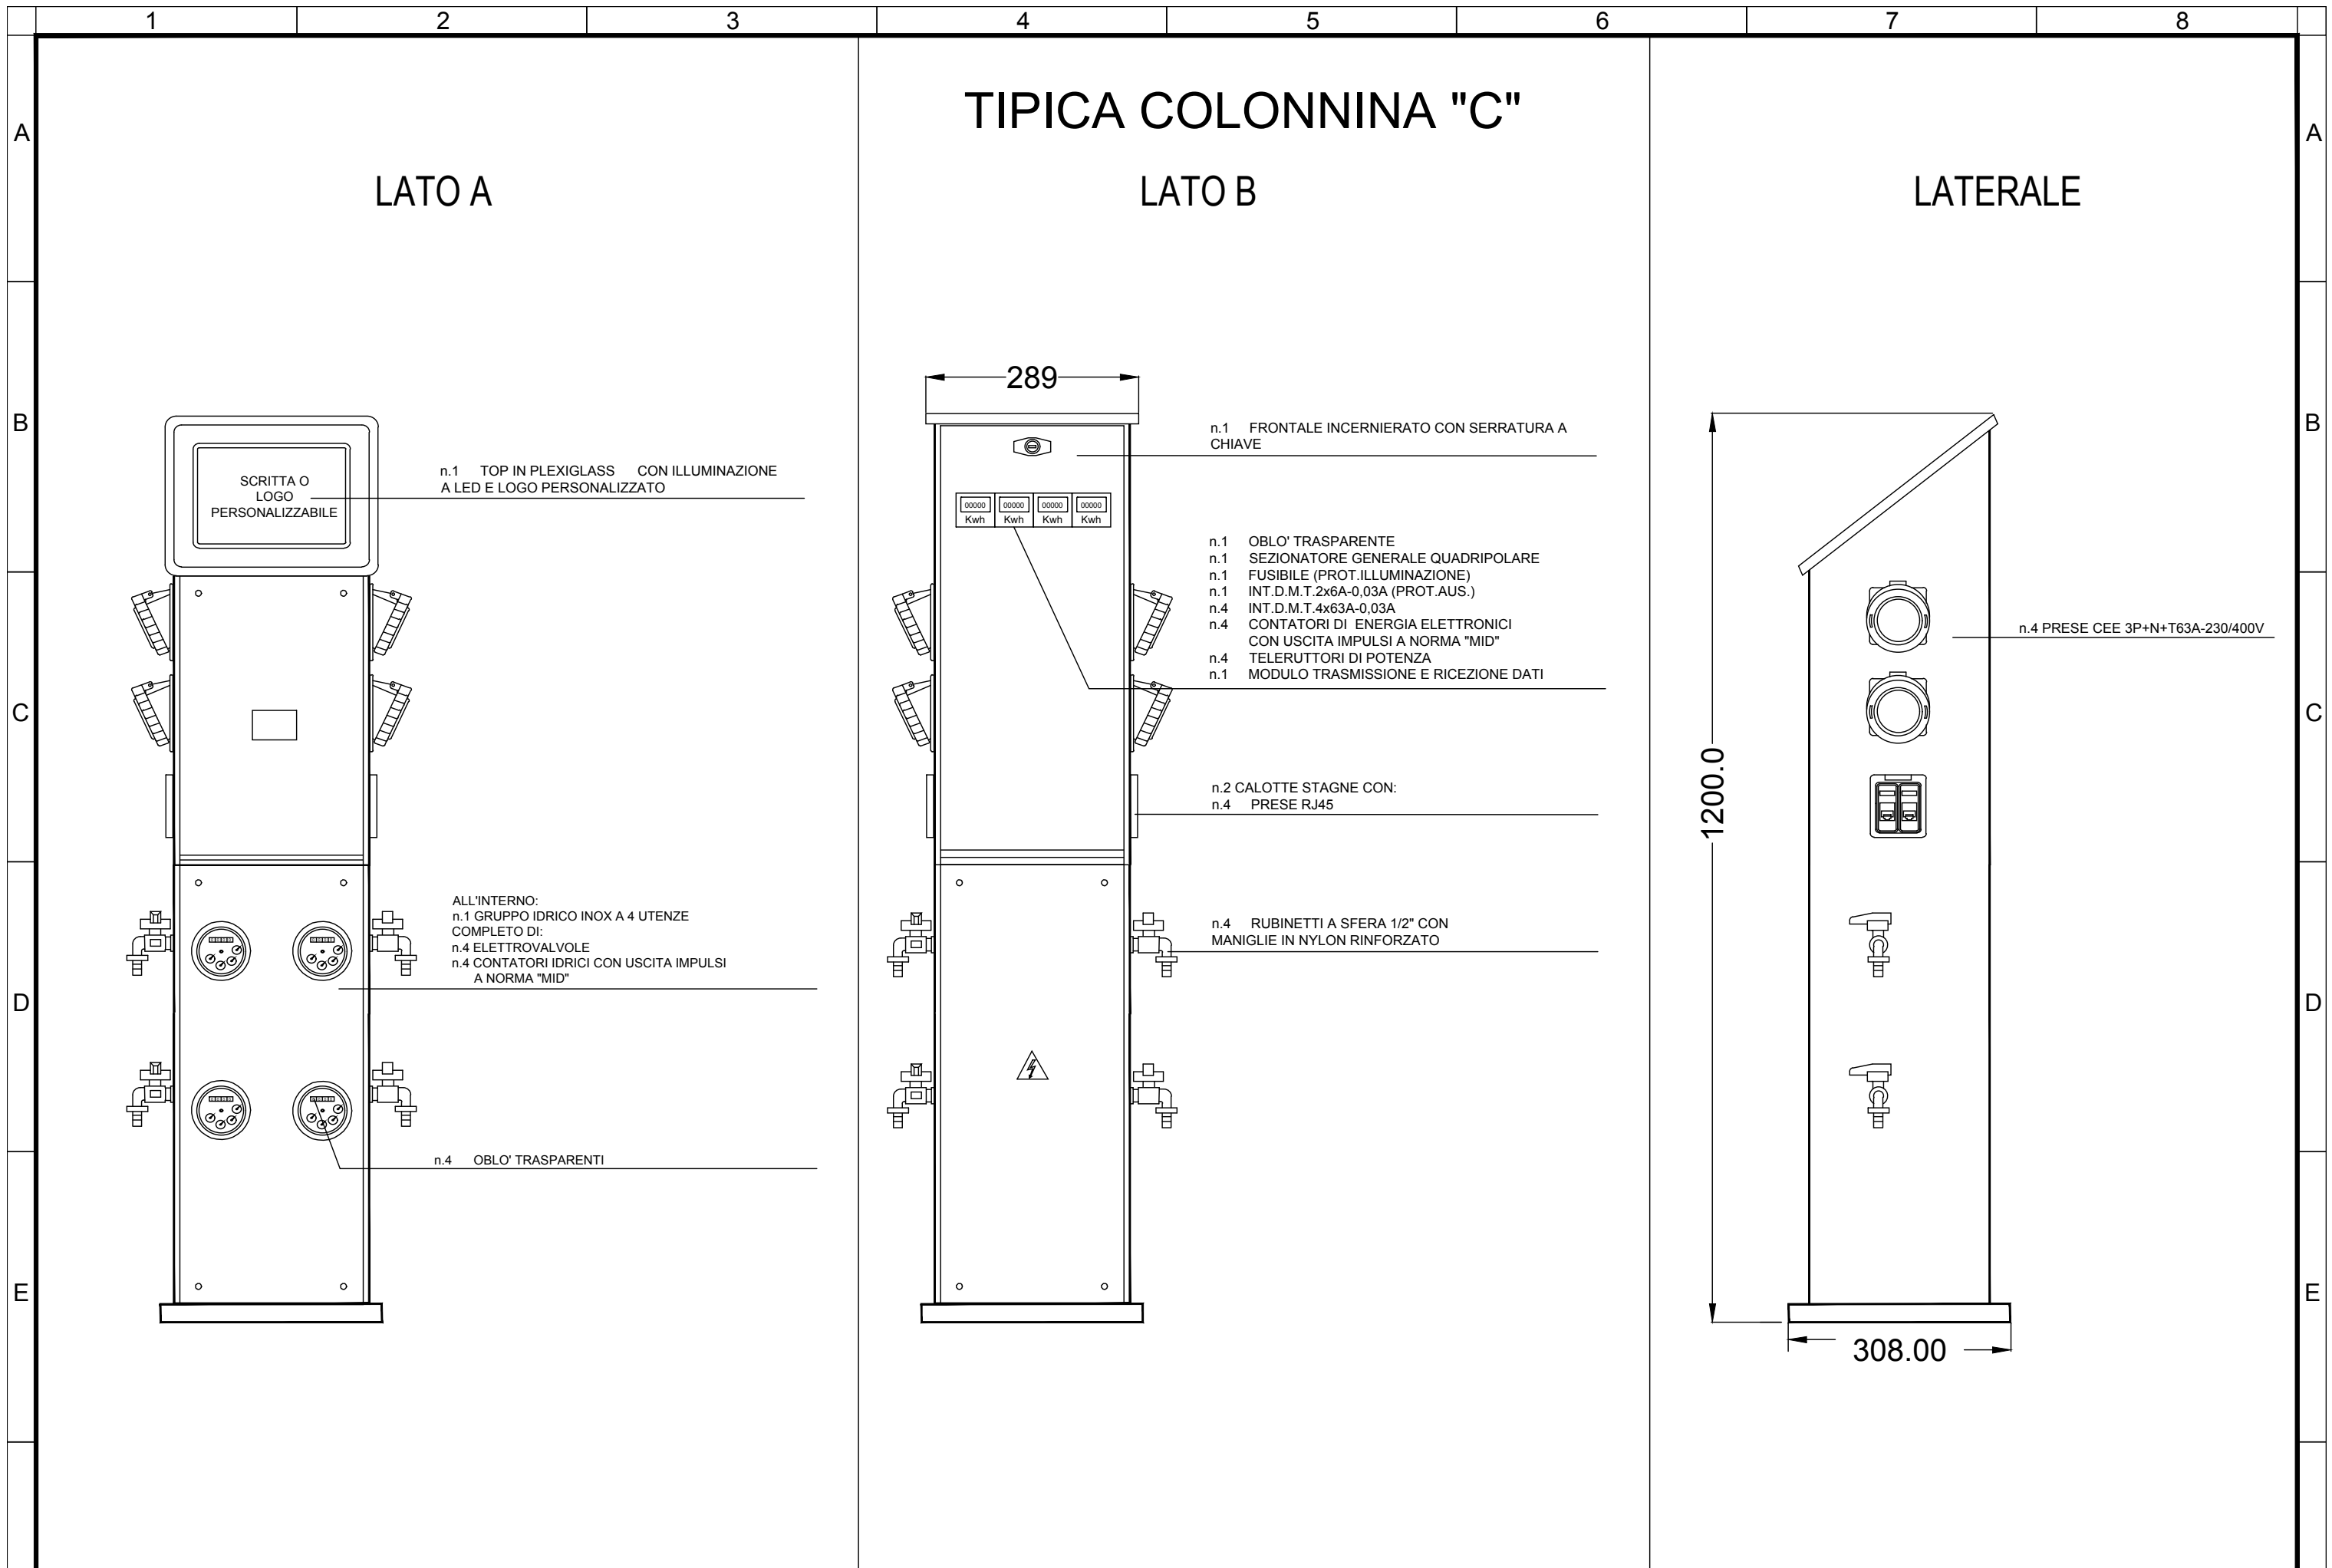 1 2 3 4 5 6 7 8
TIPICA COLONNINA "C"
A A
LATO A
LATO B
LATERALE
289
B B
n.1 FRONTALE INCERNIERATO CON SERRATURA A
CHIAVE
SCRITTA O
LOGO
PERSONALIZZABILE
n.1 TOP IN PLEXIGLASS CON ILLUMINAZIONE
A LED E LOGO PERSONALIZZATO
00000 00000 00000 00000
Kwh Kwh Kwh Kwh
n.1 OBLO' TRASPARENTE
n.1 SEZIONATORE GENERALE QUADRIPOLARE
n.1 FUSIBILE (PROT.ILLUMINAZIONE)
n.1 INT.D.M.T.2x6A-0,03A (PROT.AUS.)
n.4 INT.D.M.T.4x63A-0,03A
n.4 CONTATORI DI ENERGIA ELETTRONICI
CON USCITA IMPULSI A NORMA "MID"
n.4 TELERUTTORI DI POTENZA
n.1 MODULO TRASMISSIONE E RICEZIONE DATI
n.4 PRESE CEE 3P+N+T63A-230/400V
C C
1200.0
n.2 CALOTTE STAGNE CON:
n.4 PRESE RJ45
ALL'INTERNO:
n.1 GRUPPO IDRICO INOX A 4 UTENZE
COMPLETO DI:
n.4 ELETTROVALVOLE
n.4 CONTATORI IDRICI CON USCITA IMPULSI
A NORMA "MID"
n.4 RUBINETTI A SFERA 1/2" CON
MANIGLIE IN NYLON RINFORZATO
D D
n.4 OBLO' TRASPARENTI
E E
308.00